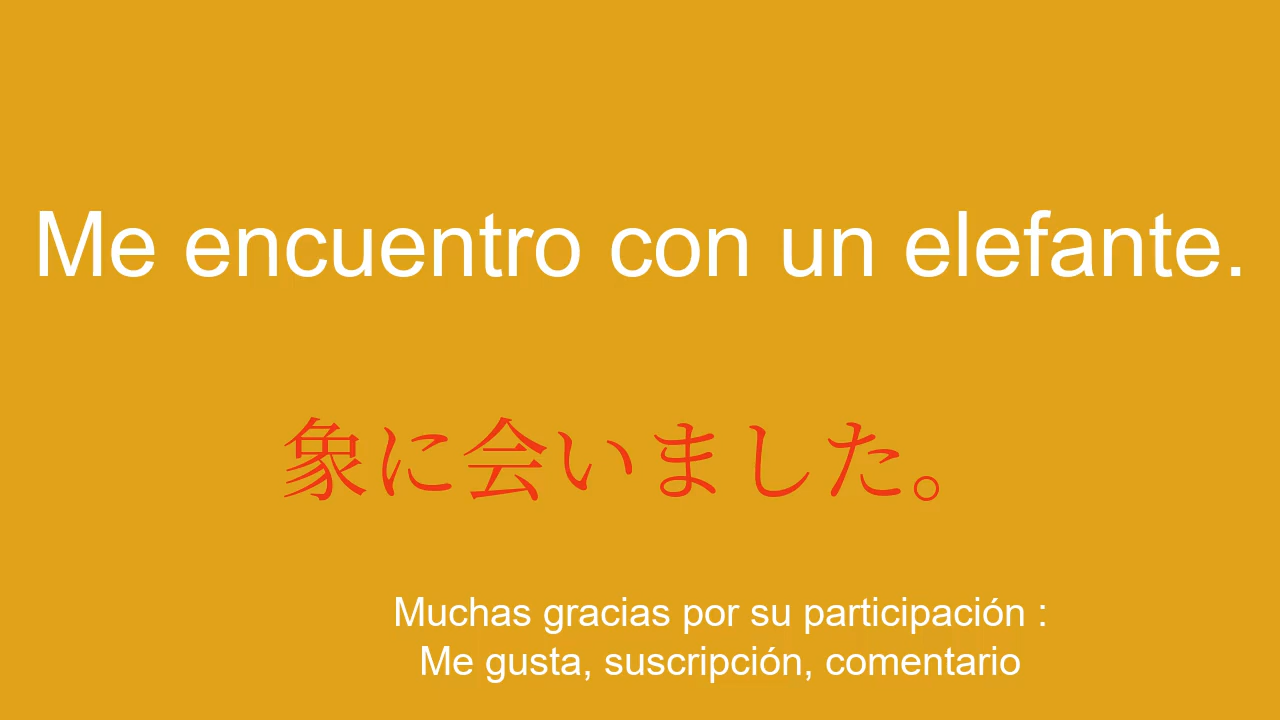 Me encuentro con un elefante.
象に会いました。
Muchas gracias por su participación :
Me gusta, suscripción, comentario